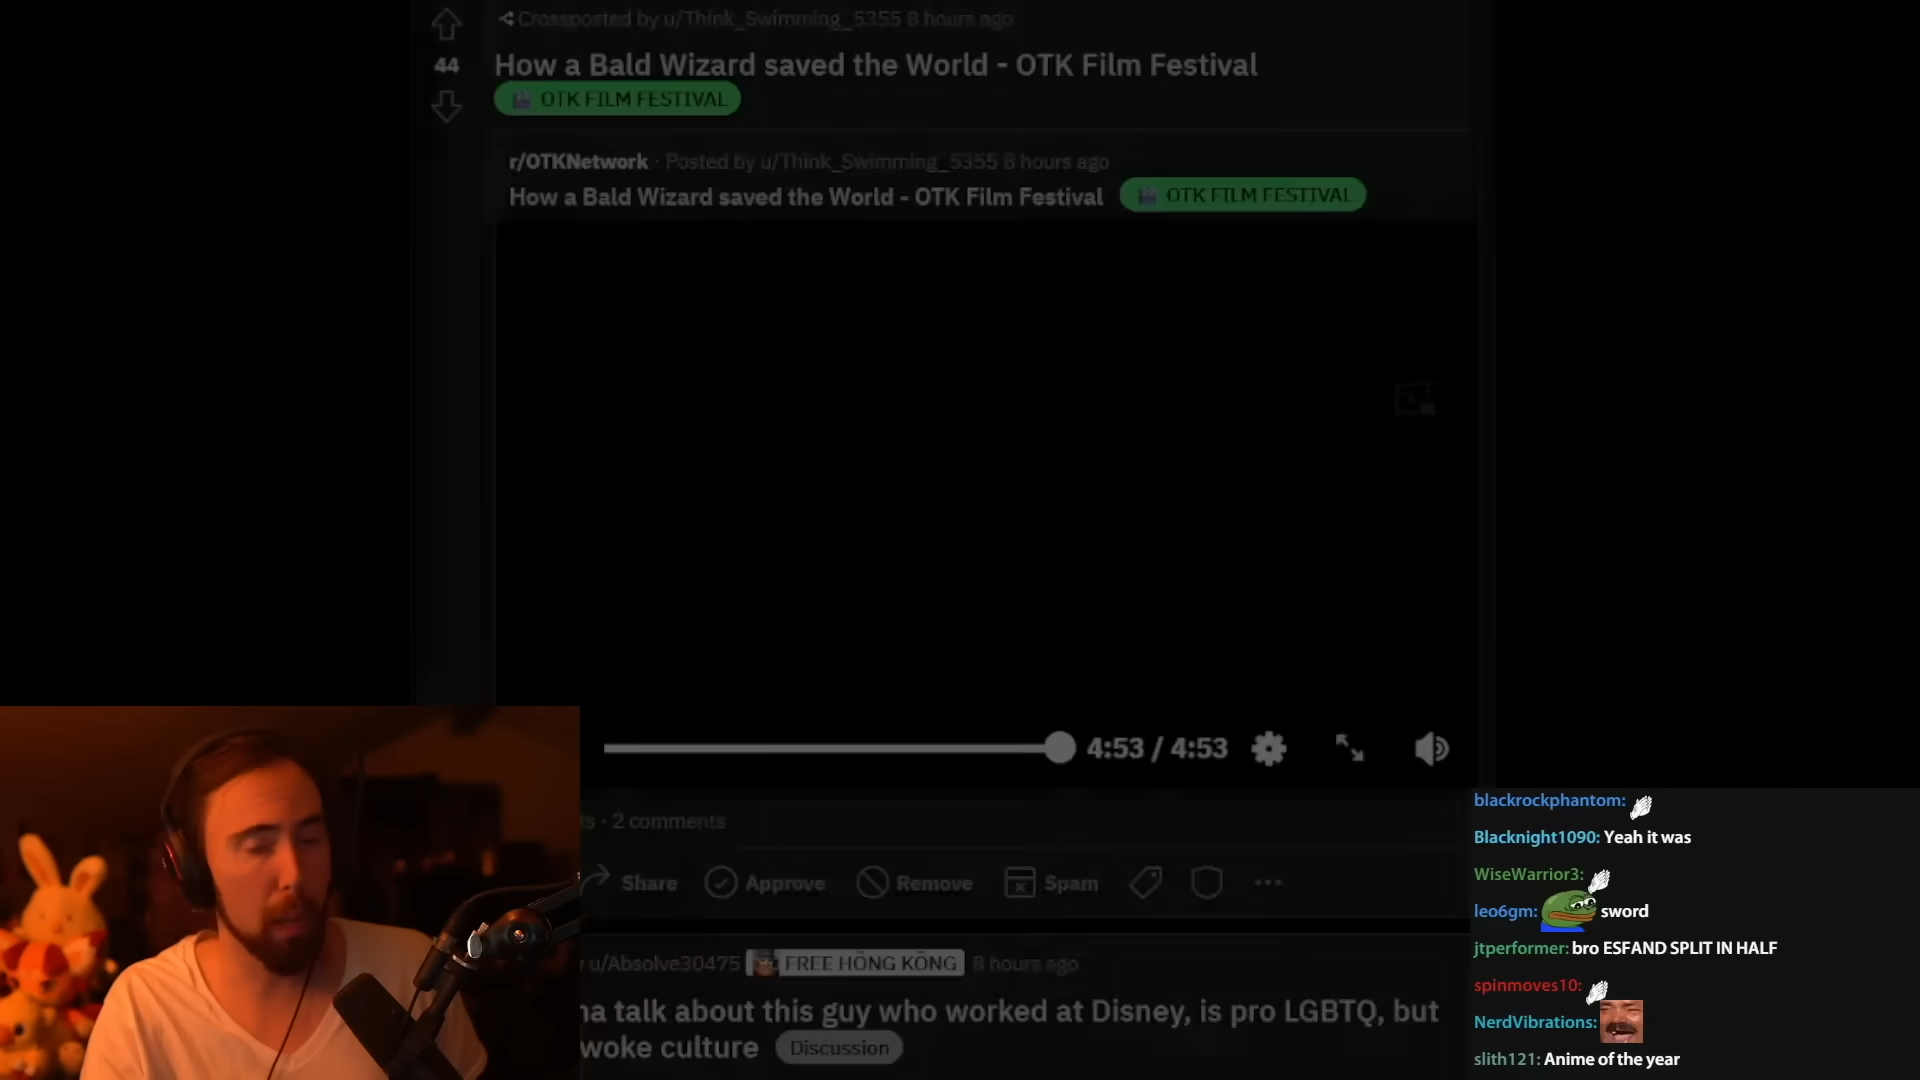 Crossposted by u/Think_Swimming_5355 8 hours ago
44
How a Bald Wizard saved the World - OTK Film Festival
OTK FILM FESTIVAL
r/OTKNetwork · Posted by u/Think_Swimming_5355 8 hours ago
How a Bald Wizard saved the World - OTK Film Festival OTK FILM FESTIVAL
4:53 / 4:53
2 comments
Share Approve Remove Spam
u/Absolve30475 FREE HONG KONG 8 hours ago
na talk about this guy who worked at Disney, is pro LGBTQ, but
woke culture Discussion
blackrockphantom:
Blacknight1090: Yeah it was
WiseWarrior3:
leo6gm: sword
jtperformer: bro ESFAND SPLIT IN HALF
spinmoves10:
NerdVibrations:
slith121: Anime of the year